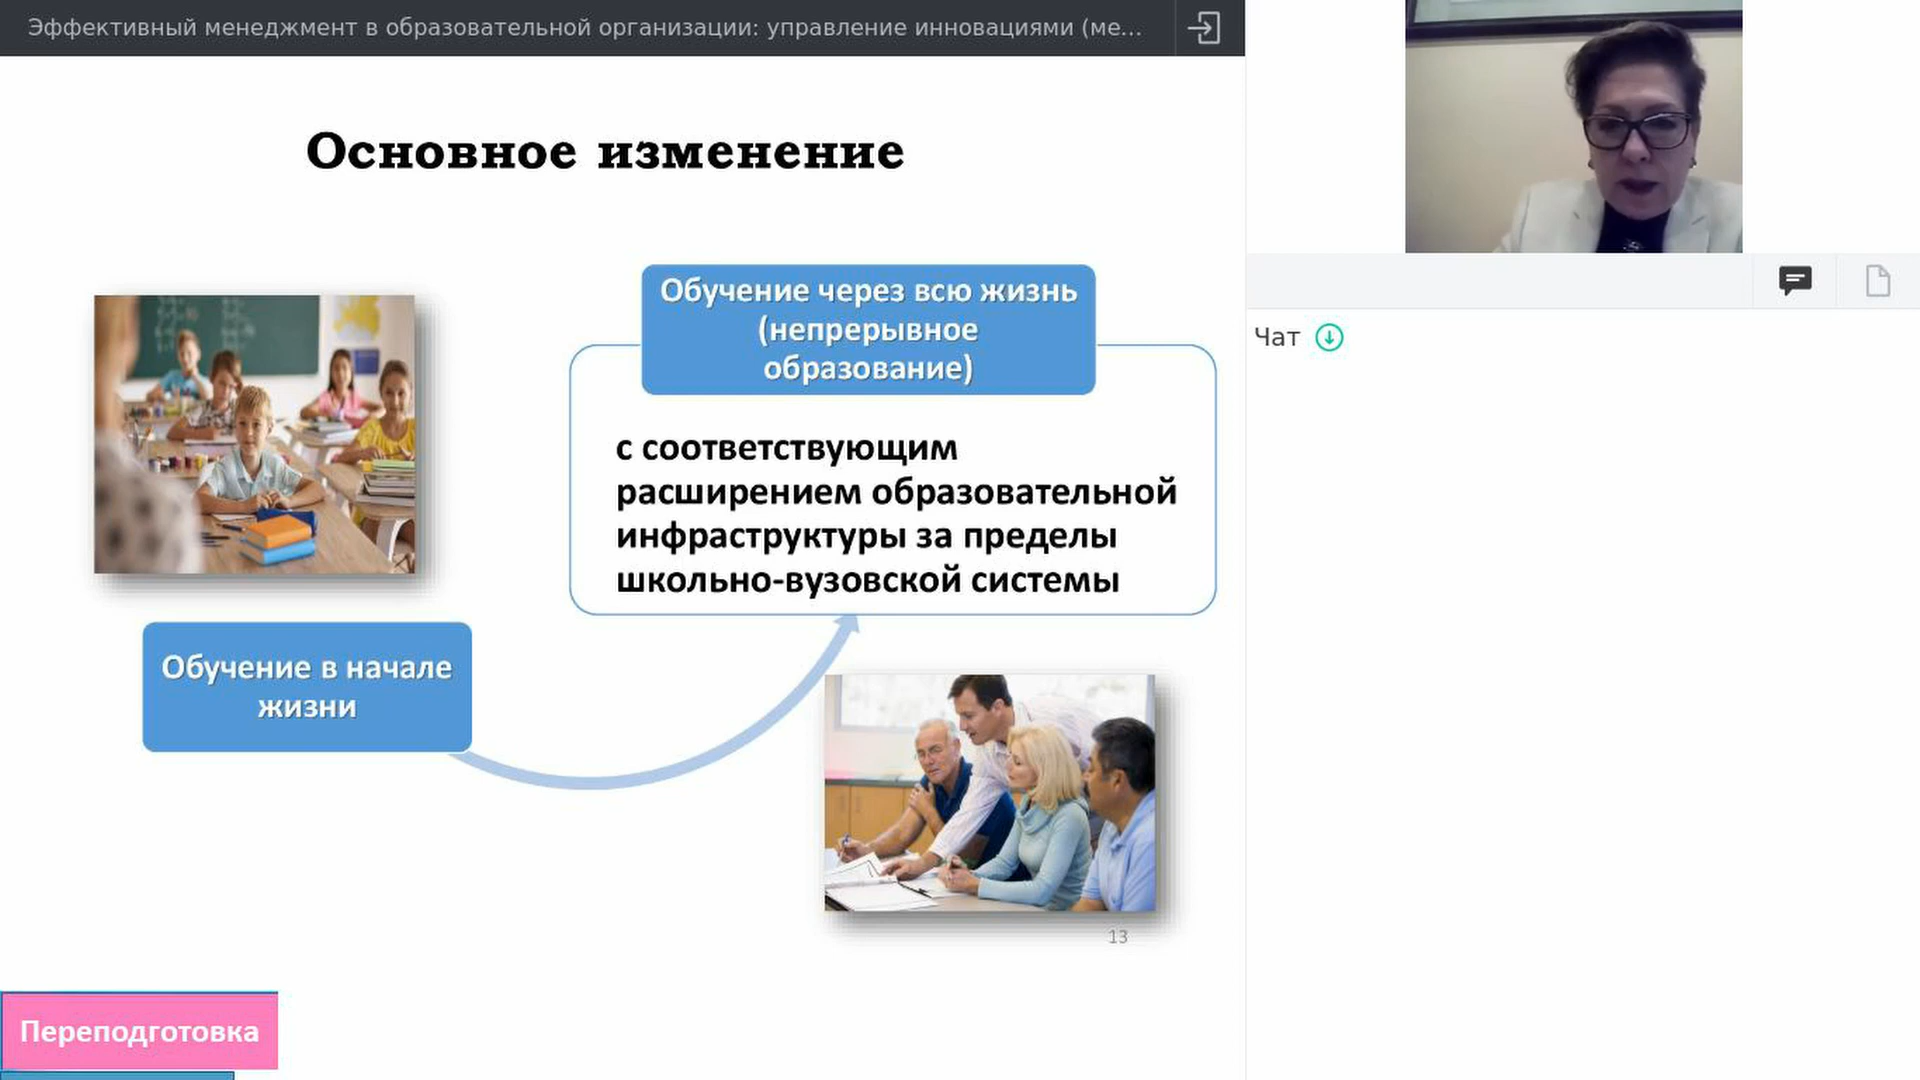 Эффективный менеджмент в образовательной организации: управление инновациями (ме...
Основное изменение
Обучение через всю жизнь
(непрерывное
образование)
с соответствующим
расширением образовательной
инфраструктуры за пределы
школьно-вузовской системы
Обучение в начале
жизни
13
Переподготовка
Чат